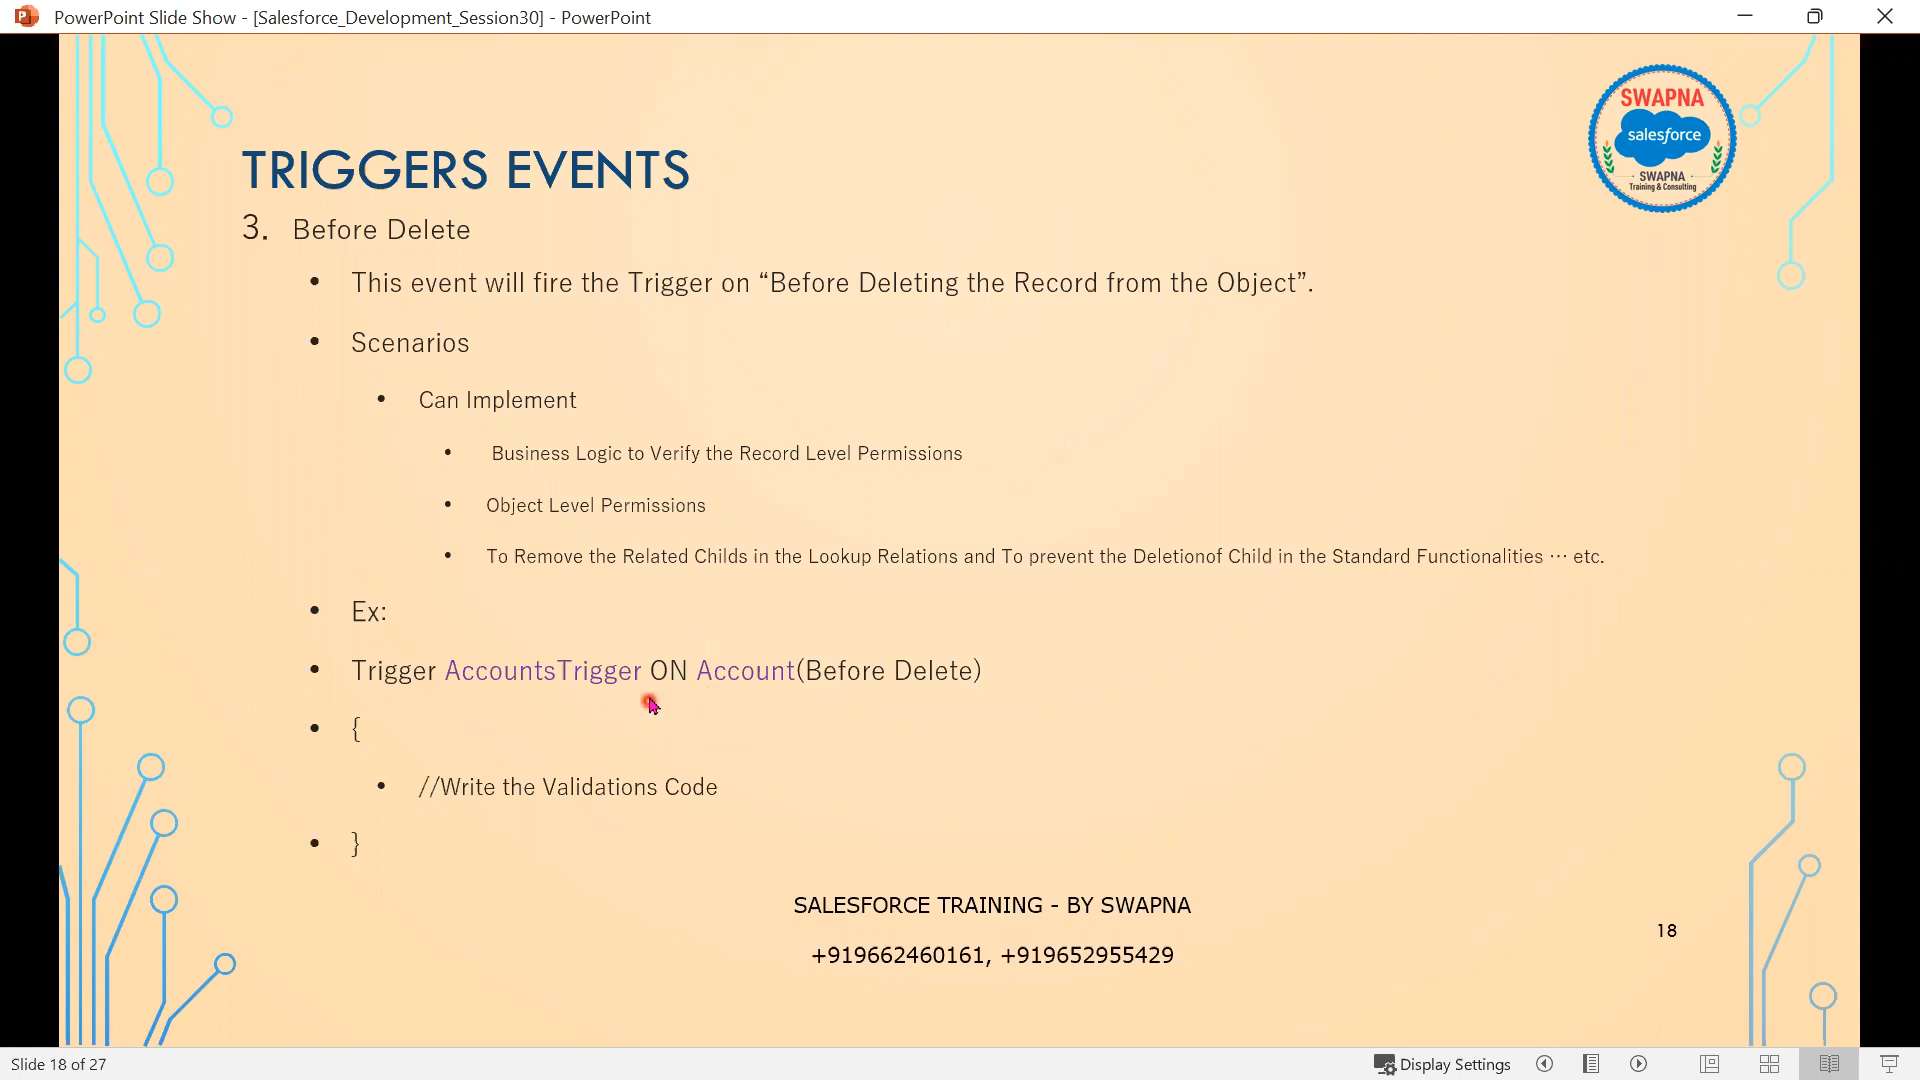 PowerPoint Slide Show - [Salesforce_Development_Session30] - PowerPoint
SWAPNA
salesforce
SWAPNA
Training & Consulting
TRIGGERS EVENTS
3. Before Delete
• This event will fire the Trigger on “Before Deleting the Record from the Object”.
• Scenarios
• Can Implement
• Business Logic to Verify the Record Level Permissions
• Object Level Permissions
• To Remove the Related Childs in the Lookup Relations and To prevent the Deletionof Child in the Standard Functionalities … etc.
• Ex:
• Trigger AccountsTrigger ON Account(Before Delete)
• {
• //Write the Validations Code
• }
SALESFORCE TRAINING - BY SWAPNA
+919662460161, +919652955429
18
Slide 18 of 27
Display Settings